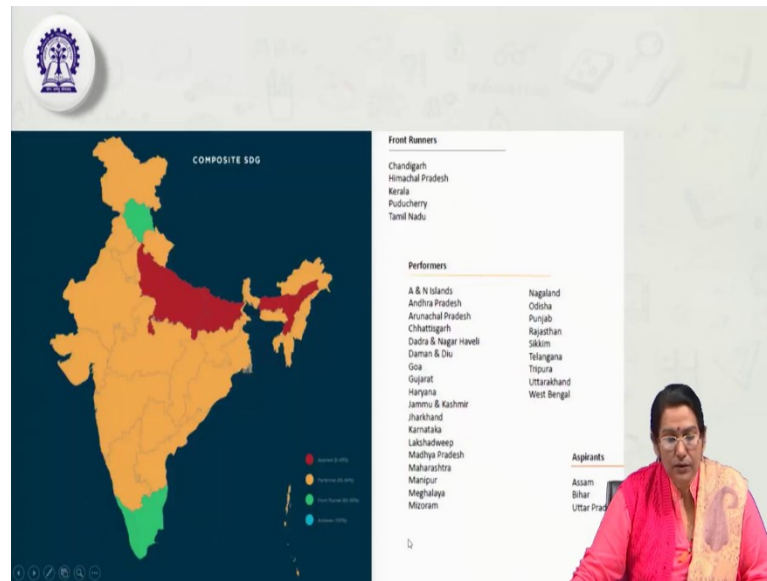 COMPOSITE SDG
Front Runners
Chandigarh
Himachal Pradesh
Kerala
Puducherry
Tamil Nadu
Performers
A & N Islands
Andhra Pradesh
Arunachal Pradesh
Chhattisgarh
Dadra & Nagar Haveli
Daman & Diu
Goa
Gujarat
Haryana
Jammu & Kashmir
Jharkhand
Karnataka
Lakshadweep
Madhya Pradesh
Maharashtra
Manipur
Meghalaya
Mizoram
Nagaland
Odisha
Punjab
Rajasthan
Sikkim
Telangana
Tripura
Uttarakhand
West Bengal
Aspirants
Assam
Bihar
Uttar Prad